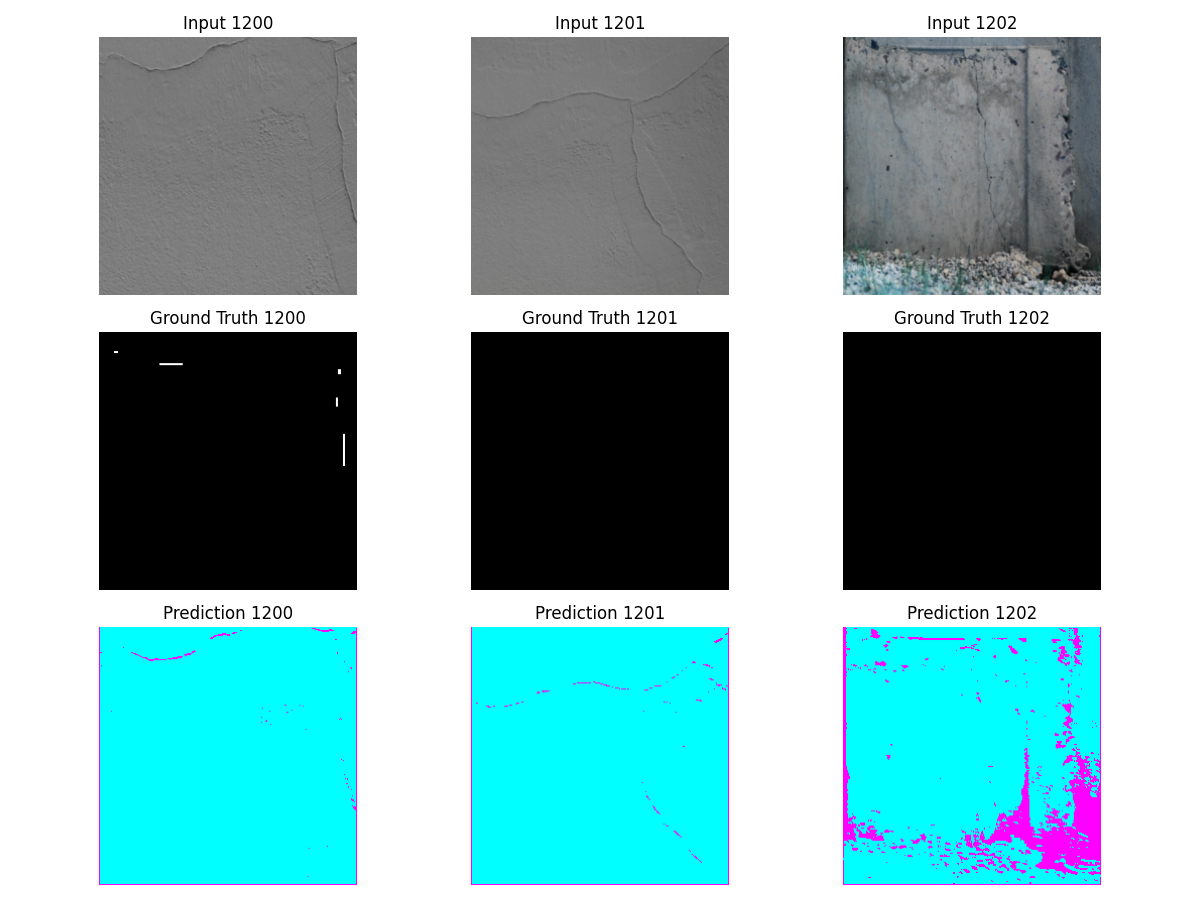 Input 1200
Input 1201
Input 1202
Ground Truth 1200
Ground Truth 1201
Ground Truth 1202
Prediction 1200
Prediction 1201
Prediction 1202